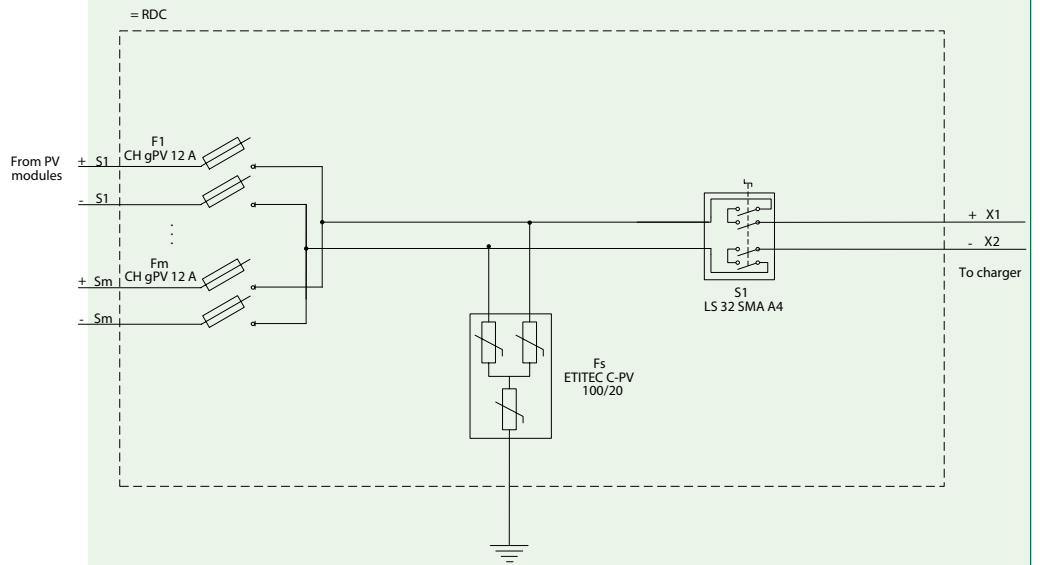 = RDC
F1
CH gPV 12 A
From PV
modules
+ S1
- S1
Fm
CH gPV 12 A
+ Sm
- Sm
+ X1
- X2
To charger
S1
LS 32 SMA A4
Fs
ETITEC C-PV
100/20